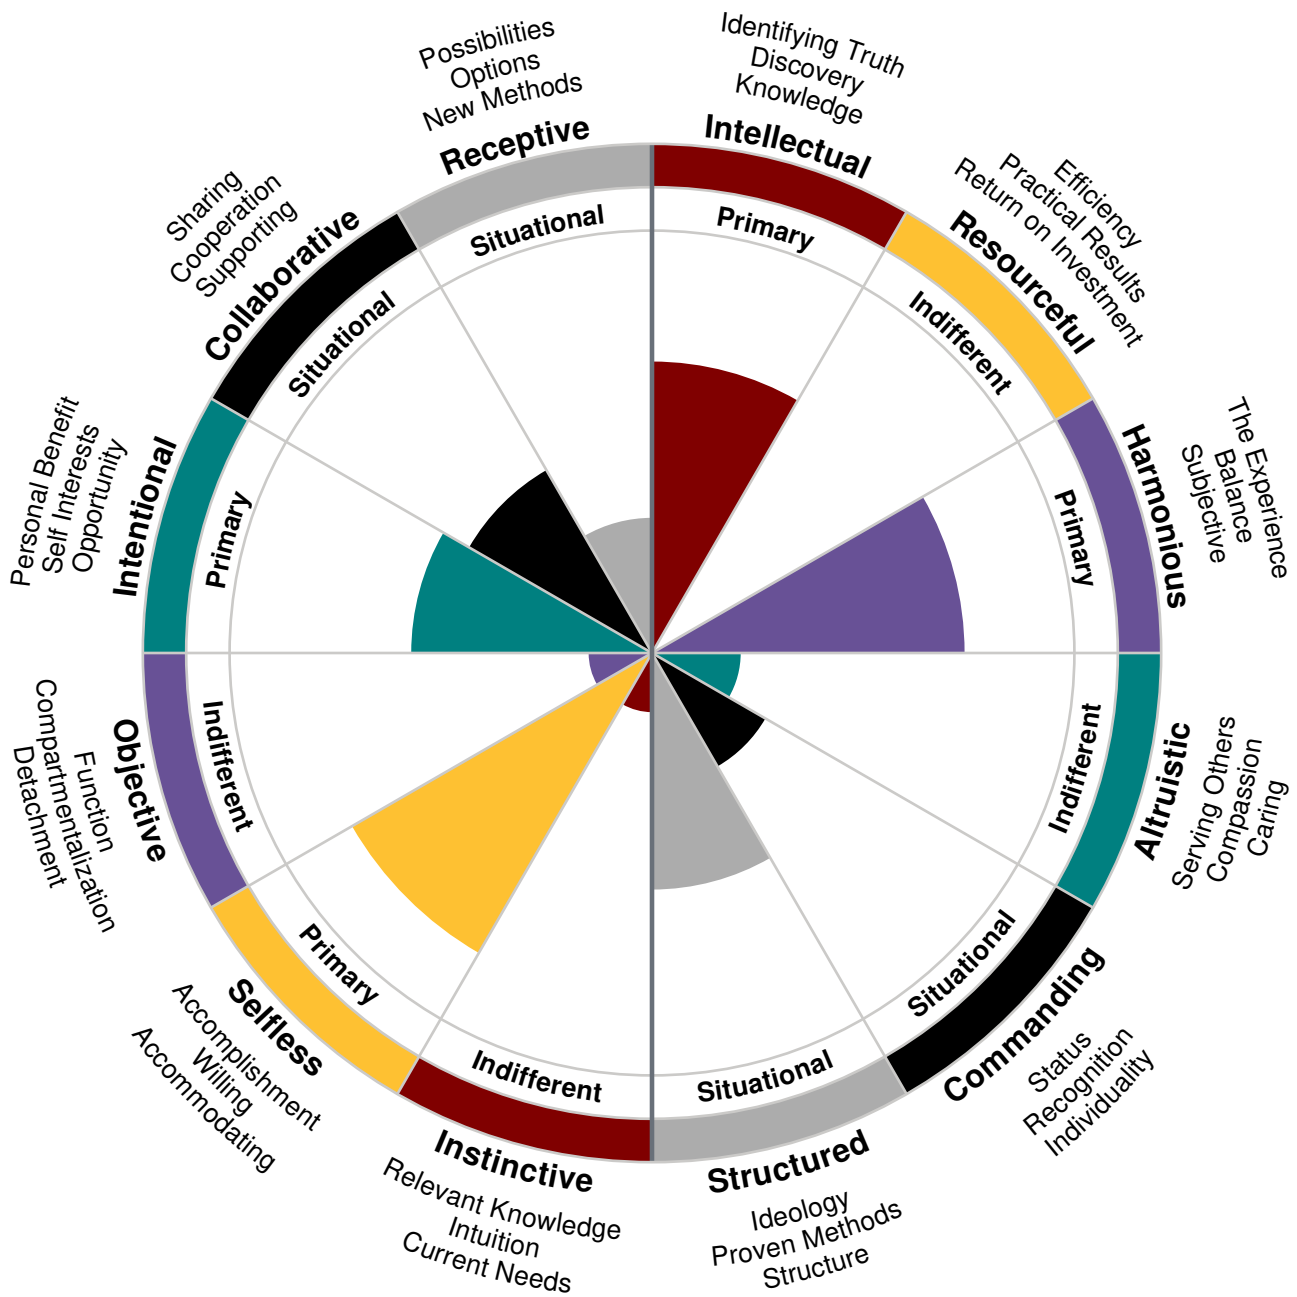 Identifying Truth
Discovery
Knowledge
Intellectual
Primary
Efficiency
Practical Results
Return on Investment
Resourceful
Indifferent
The Experience
Balance
Subjective
Harmonious
Primary
Altruistic
Indifferent
Serving Others
Compassion
Caring
Commanding
Situational
Status
Recognition
Individuality
Situational
Structured
Ideology
Proven Methods
Structure
Indifferent
Instinctive
Relevant Knowledge
Intuition
Current Needs
Primary
Selfless
Accomplishment
Willing
Accommodating
Indifferent
Objective
Function
Compartmentalization
Detachment
Personal Benefit
Self Interests
Opportunity
Intentional
Primary
Sharing
Cooperation
Supporting
Collaborative
Situational
Possibilities
Options
New Methods
Receptive
Situational